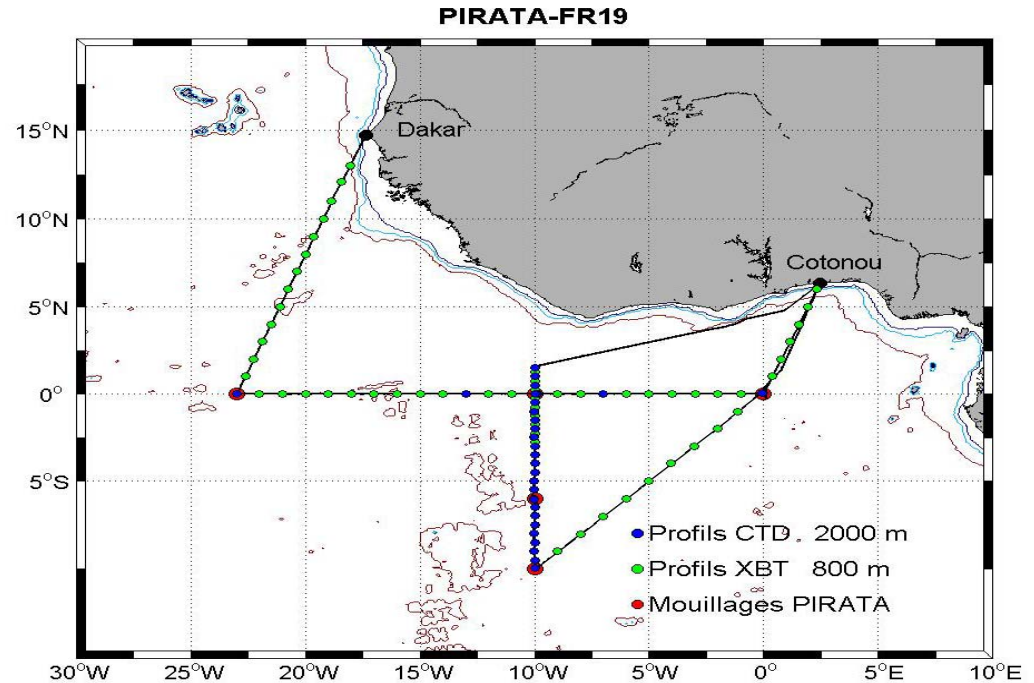 PIRATA-FR19
15°N
10°N
5°N
0°
5°S
Dakar
Cotonou
Profils CTD . 2000 m
Profils XBT 800 m
Mouillages PIRATA
30°W 25°W 20°W 15°W 10°W 5°W 0° 5°E 10°E